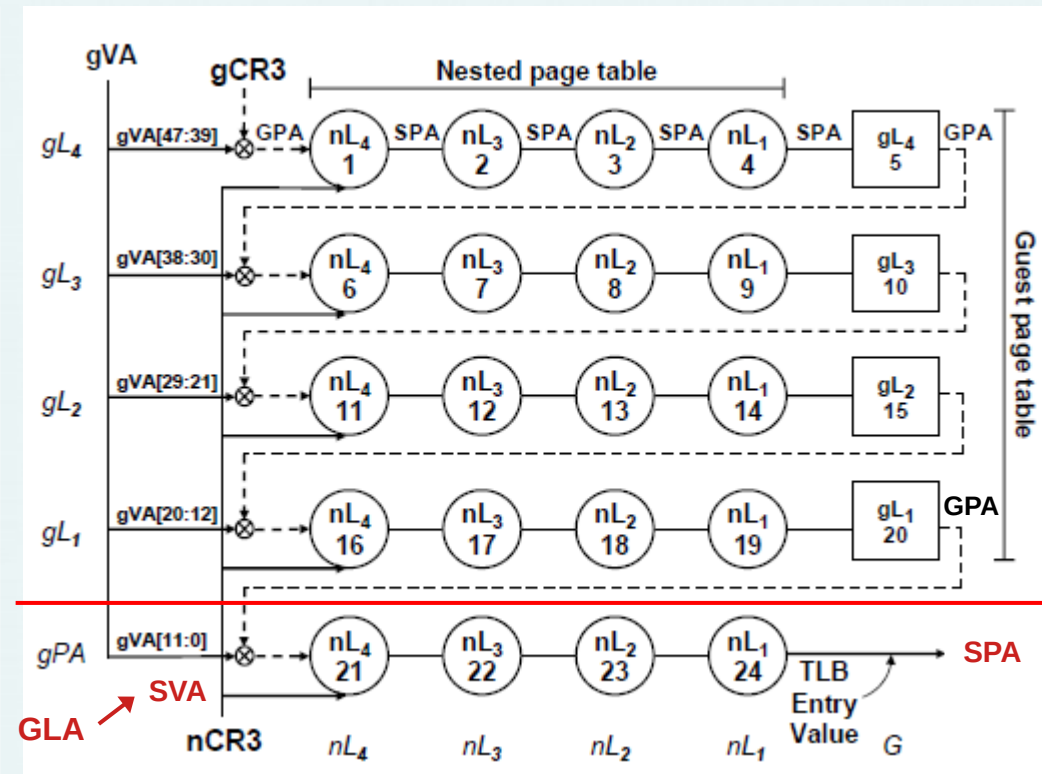 gVA
gCR3
Nested page table
gL4 gVA[47:39] GPA nL4 1 SPA nL3 2 SPA nL2 3 SPA nL1 4 SPA gL4 5 GPA
gL3 gVA[38:30] nL4 6 nL3 7 nL2 8 nL1 9 gL3 10
Guest page table
gL2 gVA[29:21] nL4 11 nL3 12 nL2 13 nL1 14 gL2 15
gL1 gVA[20:12] nL4 16 nL3 17 nL2 18 nL1 19 gL1 20 GPA
gPA gVA[11:0] nL4 21 nL3 22 nL2 23 nL1 24 SPA
TLB
Entry
Value
SVA
GLA
nCR3 nL4 nL3 nL2 nL1 G